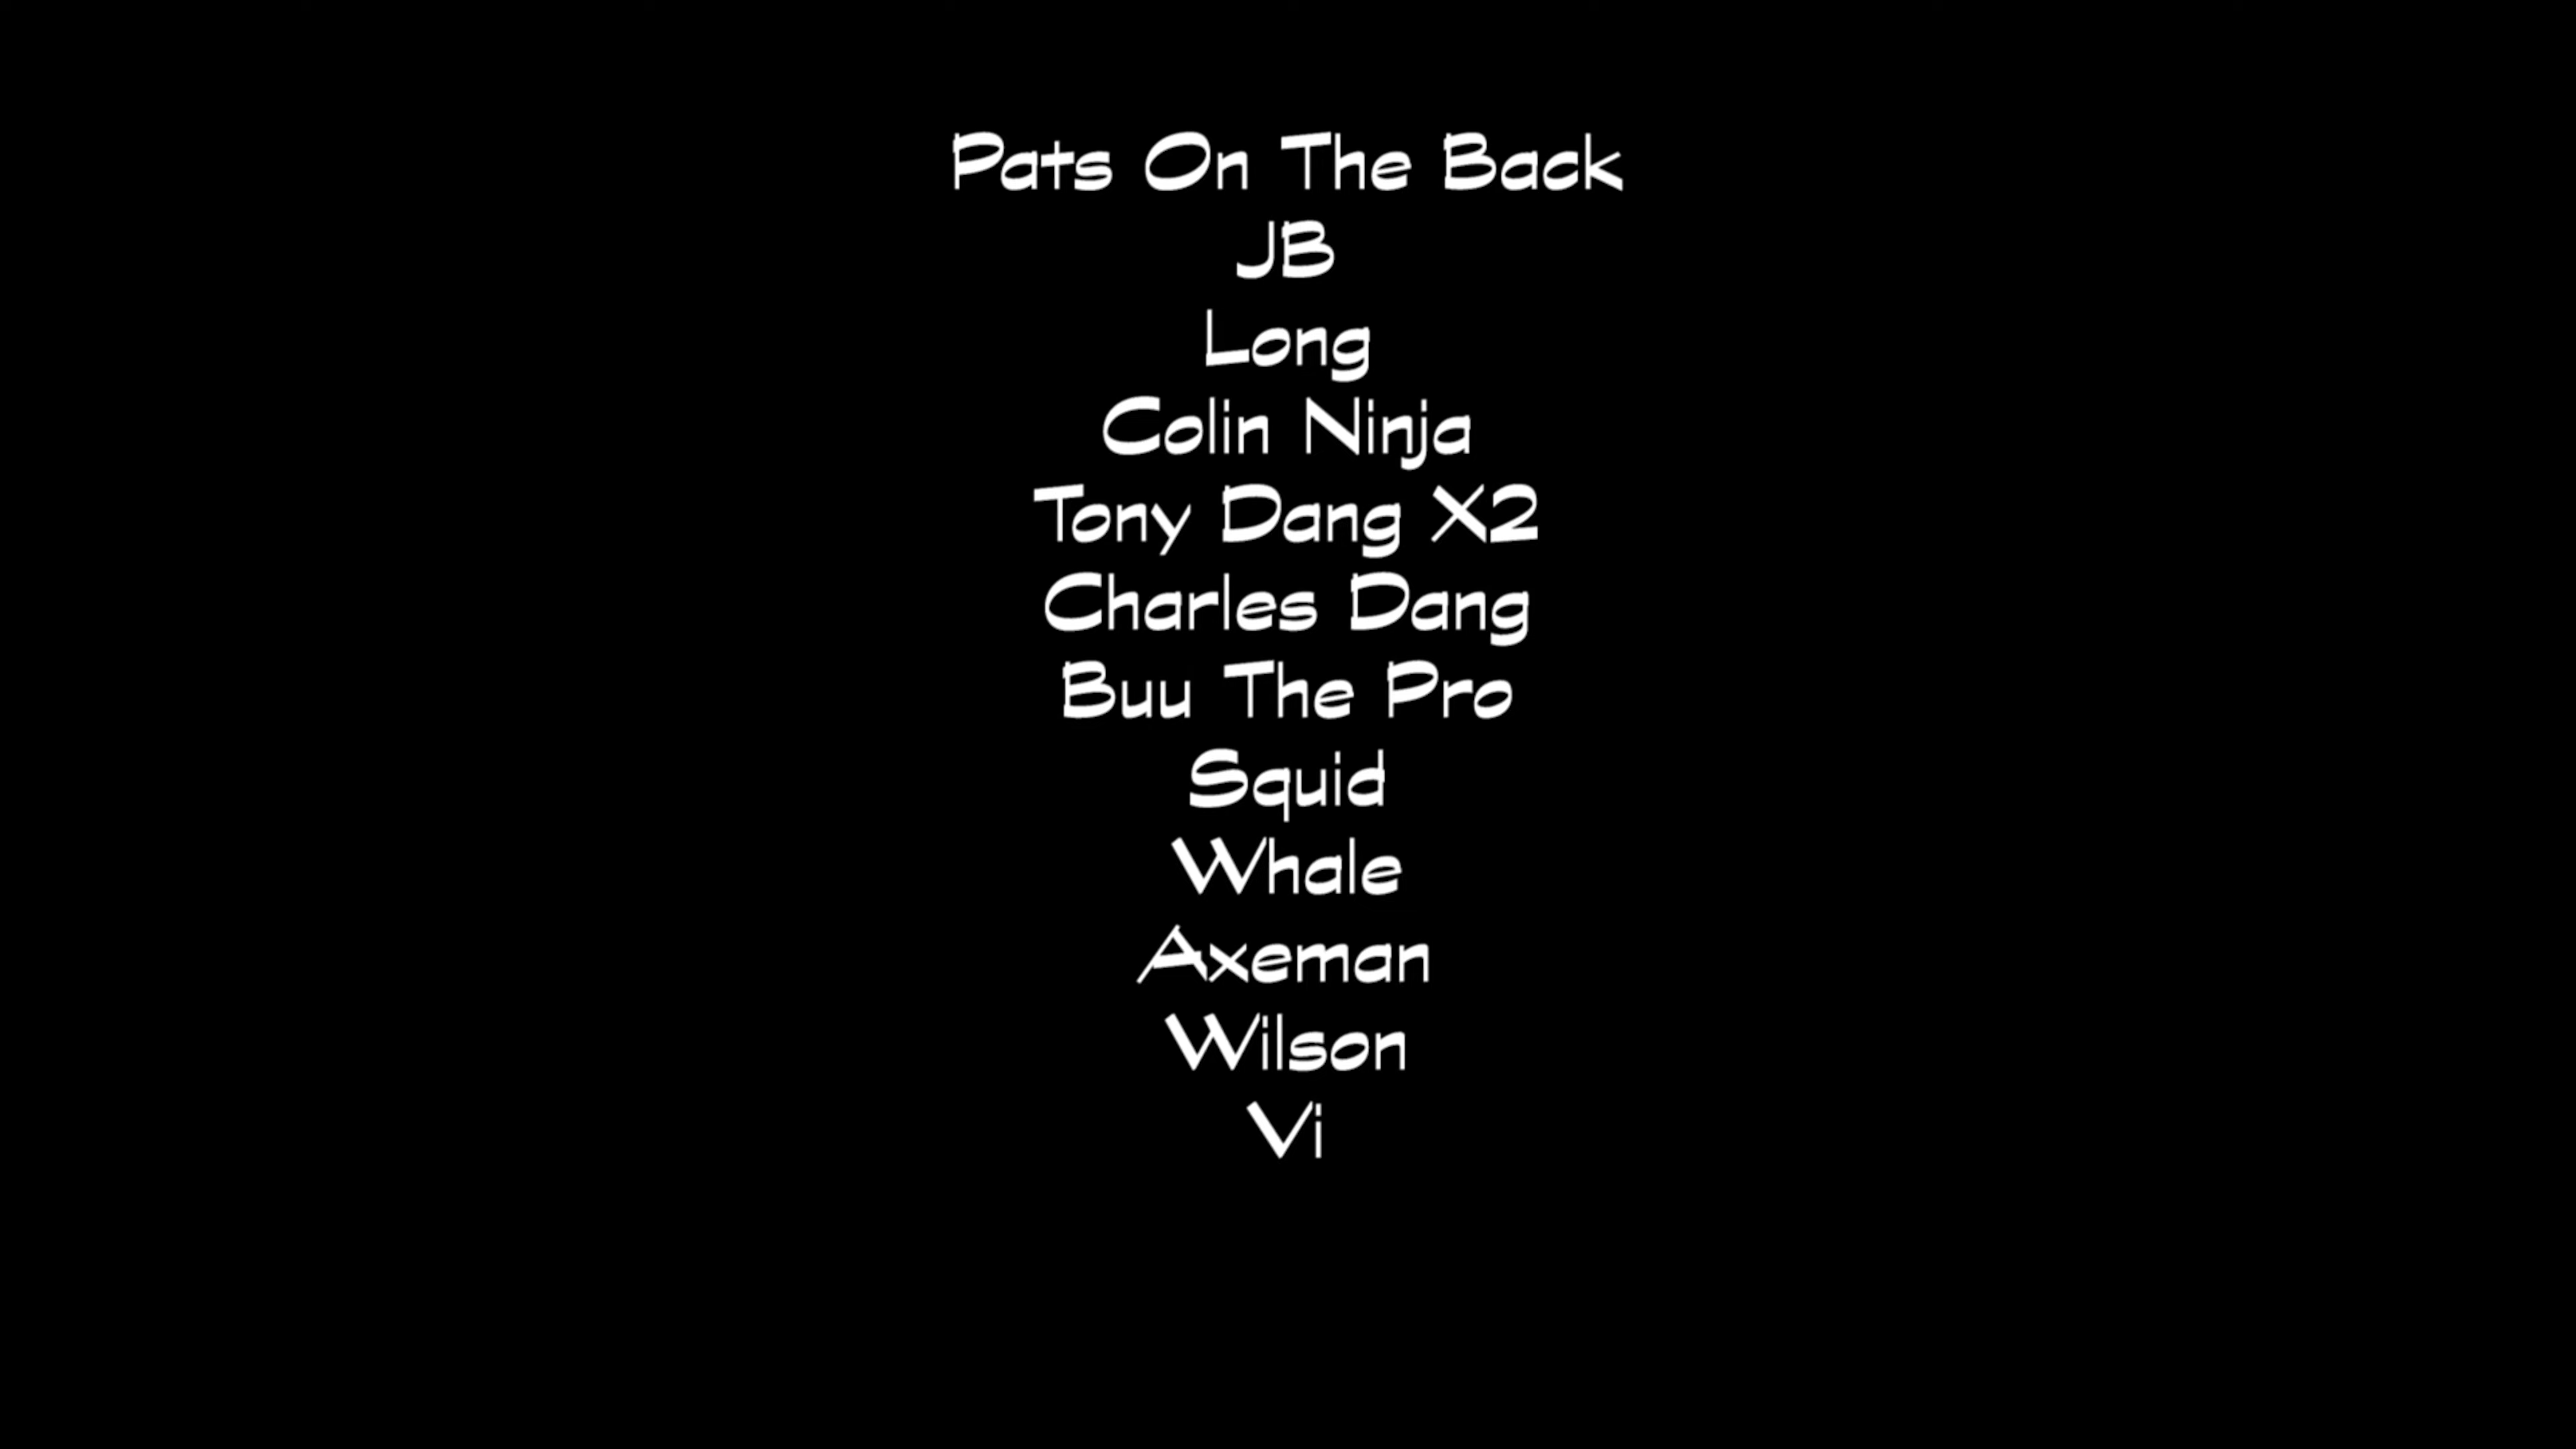 Pats On The Back
JB
Long
Colin Ninja
Tony Dang X2
Charles Dang
Buu The Pro
Squid
Whale
Axeman
Wilson
Vi